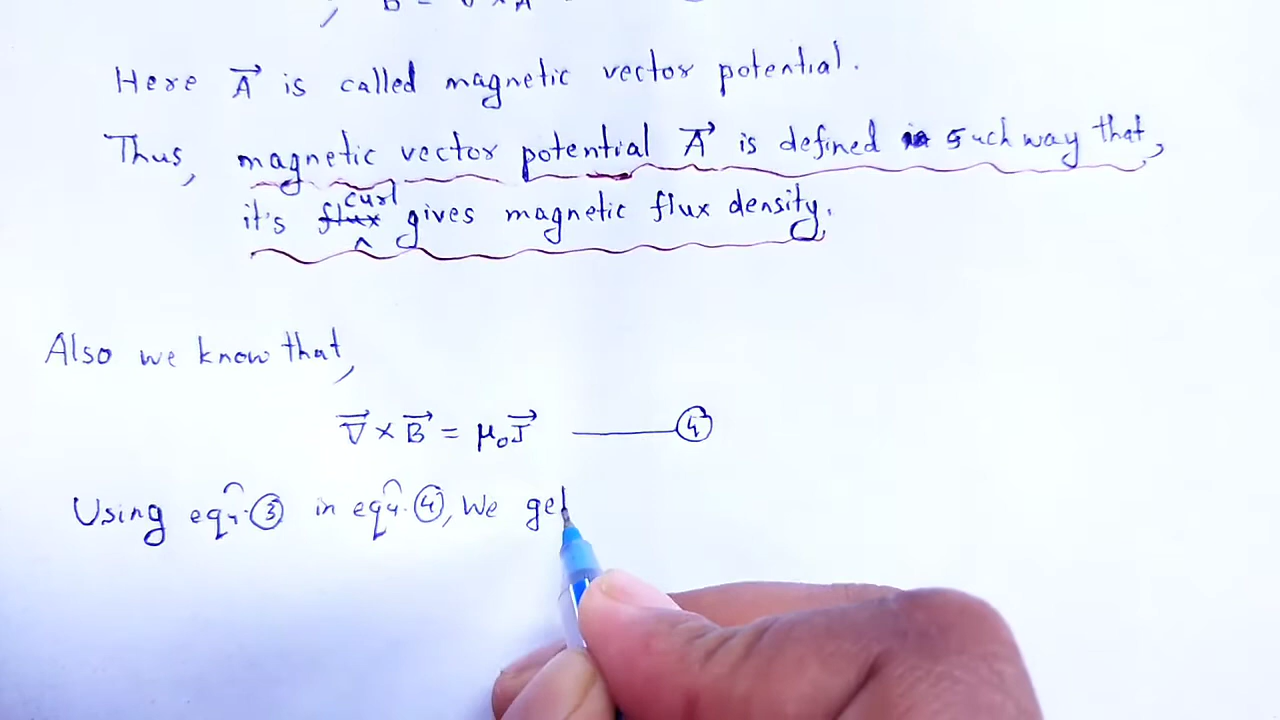 , B = ∇ × A
Here A⃗ is called magnetic vector potential.
Thus, magnetic vector potential A⃗ is defined in such way that,
it's curl gives magnetic flux density.
Also we know that,
∇⃗ × B⃗ = μ₀J⃗ ——— ④
Using eqn. ③ in eqn. ④, We get